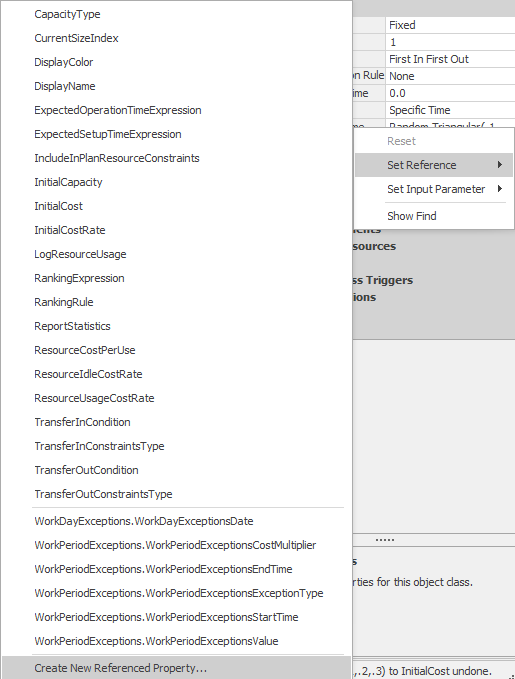 CapacityType
CurrentSizeIndex
DisplayColor
DisplayName
ExpectedOperationTimeExpression
ExpectedSetupTimeExpression
IncludeInPlanResourceConstraints
InitialCapacity
InitialCost
InitialCostRate
LogResourceUsage
RankingExpression
RankingRule
ReportStatistics
ResourceCostPerUse
ResourceIdleCostRate
ResourceUsageCostRate
TransferInCondition
TransferInConstraintsType
TransferOutCondition
TransferOutConstraintsType
WorkDayExceptions.WorkDayExceptionsDate
WorkPeriodExceptions.WorkPeriodExceptionsCostMultiplier
WorkPeriodExceptions.WorkPeriodExceptionsEndTime
WorkPeriodExceptions.WorkPeriodExceptionsExceptionType
WorkPeriodExceptions.WorkPeriodExceptionsStartTime
WorkPeriodExceptions.WorkPeriodExceptionsValue
Create New Referenced Property...
Fixed
1
First In First Out
on Rule None
ime 0.0
Specific Time
Random.Triangular(.1
Reset
Set Reference
Set Input Parameter
Show Find
ents
sources
ss Triggers
ions
s
rties for this object class.
,.2,.3) to InitialCost undone.